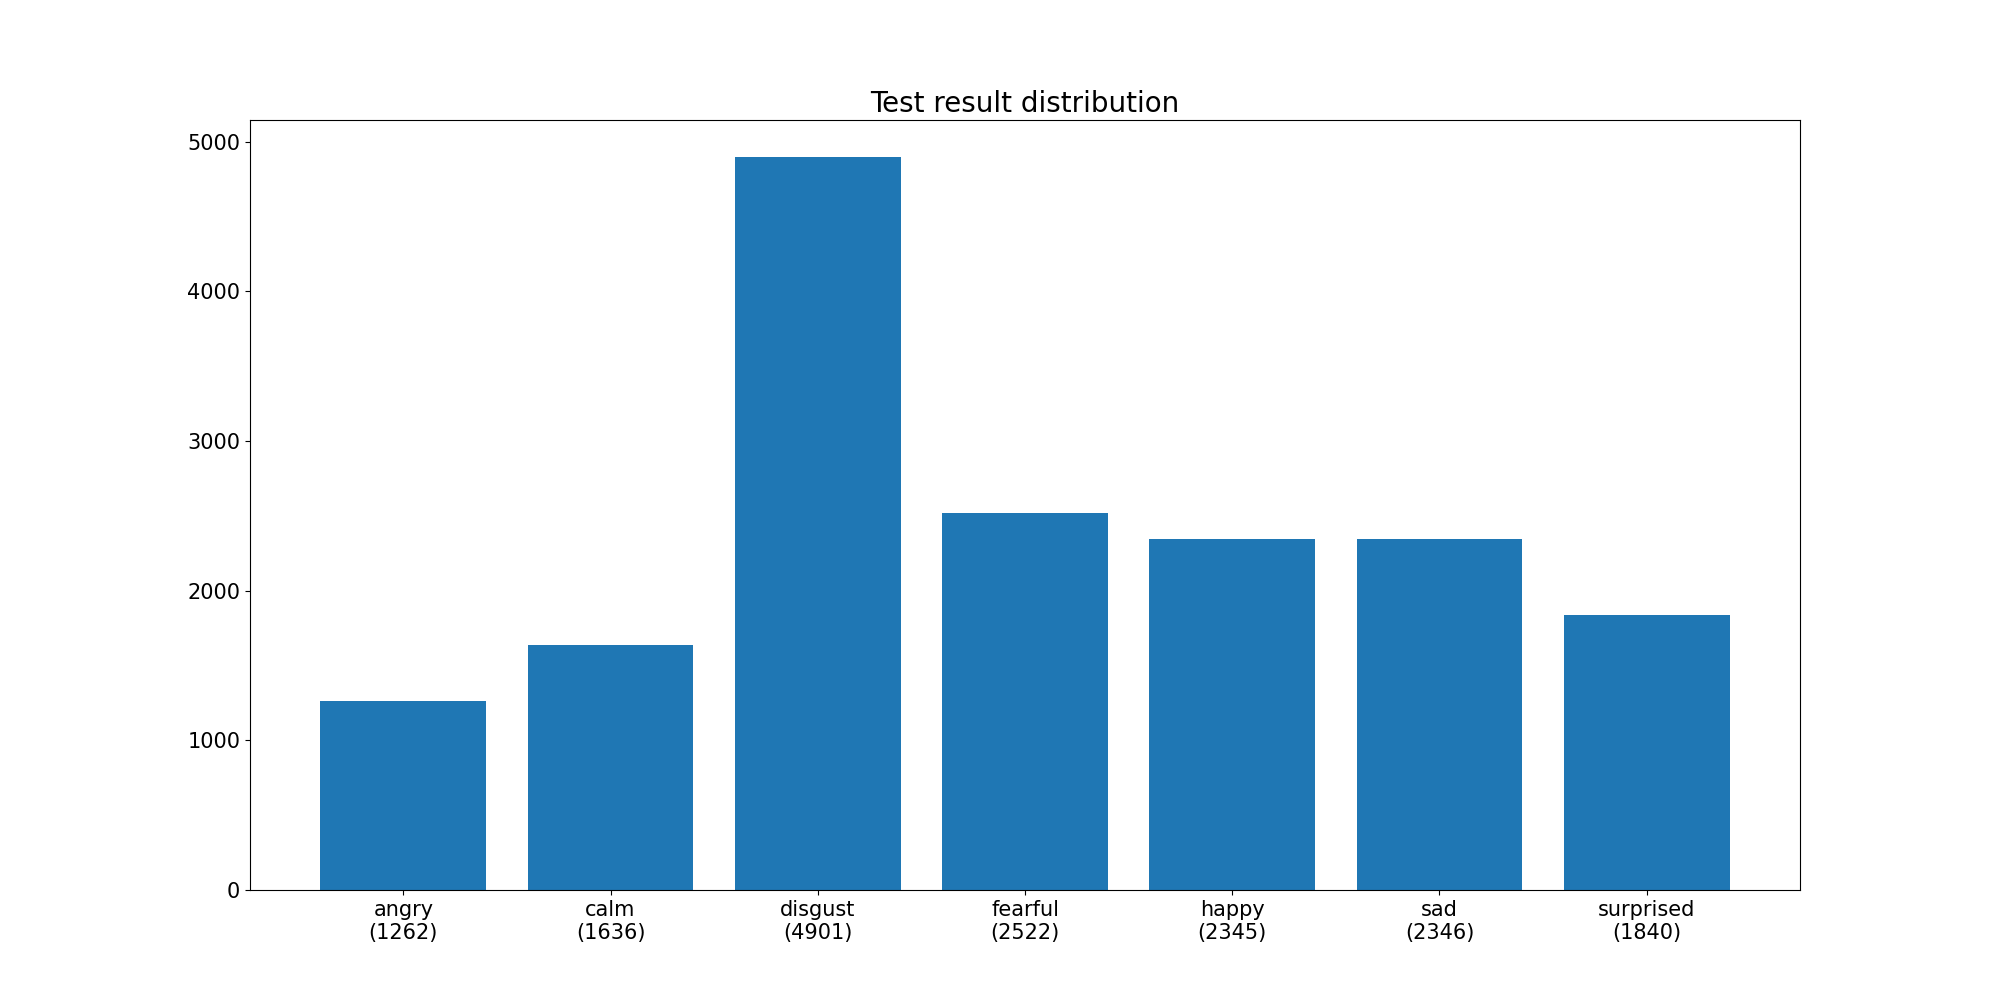 Test result distribution
5000
4000
3000
2000
1000
0
angry
(1262)
calm
(1636)
disgust
(4901)
fearful
(2522)
happy
(2345)
sad
(2346)
surprised
(1840)